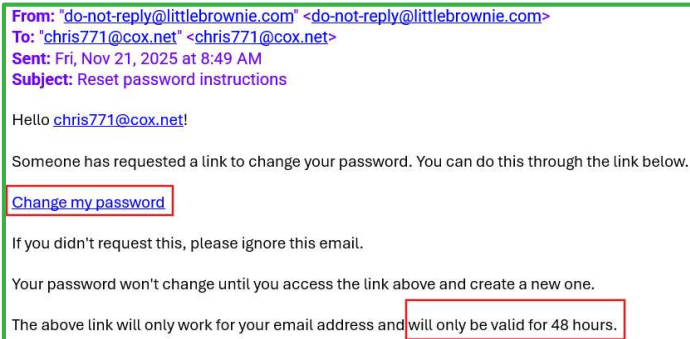 From: "do-not-reply@littlebrownie.com" <do-not-reply@littlebrownie.com>
To: "chris771@cox.net" <chris771@cox.net>
Sent: Fri, Nov 21, 2025 at 8:49 AM
Subject: Reset password instructions
Hello chris771@cox.net!
Someone has requested a link to change your password. You can do this through the link below.
Change my password
If you didn't request this, please ignore this email.
Your password won't change until you access the link above and create a new one.
The above link will only work for your email address and will only be valid for 48 hours.